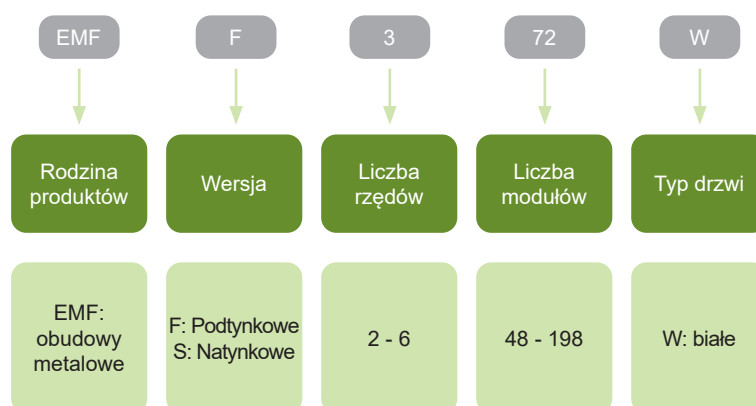 EMF
F
3
72
W
Rodzina
produktów
Wersja
Liczba
rzędów
Liczba
modułów
Typ drzwi
EMF:
obudowy
metalowe
F: Podtynkowe
S: Natynkowe
2 - 6
48 - 198
W: białe